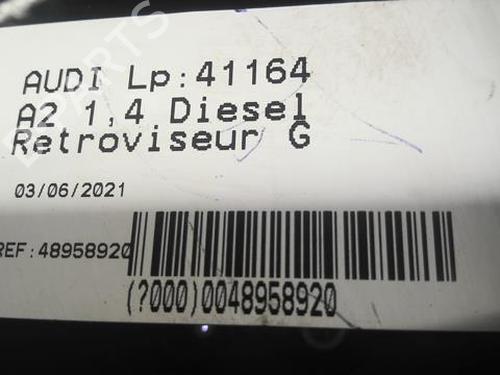 AUDI Lp:41164
A2 1,4 Diesel
Retroviseur G
03/06/2021
REF:48958920
(?000)0048958920